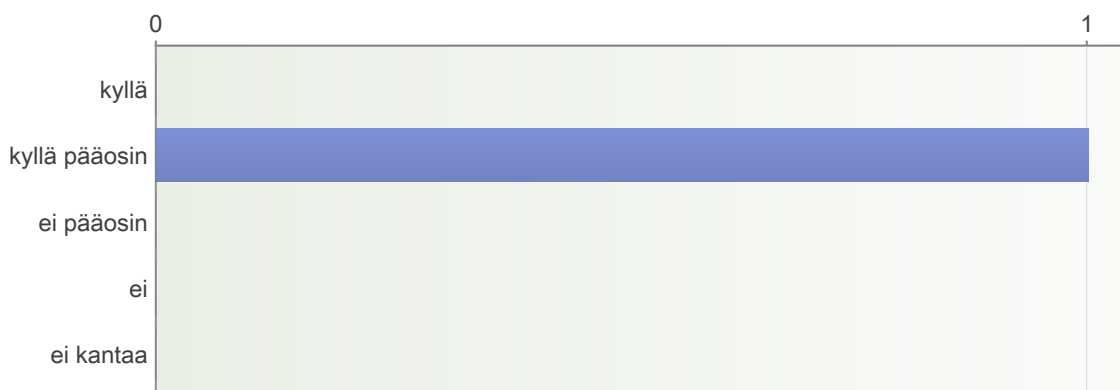 0 1
kyllä
kyllä pääosin
ei pääosin
ei
ei kantaa